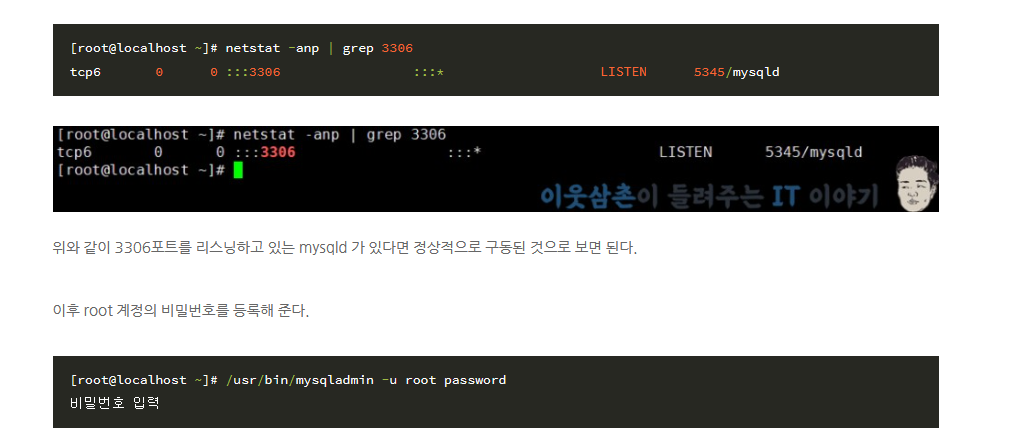 [root@localhost ~]# netstat -anp | grep 3306
tcp6 0 0 :::3306 :::* LISTEN 5345/mysqld
[root@localhost ~]# netstat -anp | grep 3306
tcp6 0 0 :::3306 :::* LISTEN 5345/mysqld
[root@localhost ~]#
이웃삼촌이 들려주는 IT 이야기
위와 같이 3306포트를 리스닝하고 있는 mysqld 가 있다면 정상적으로 구동된 것으로 보면 된다.
이후 root 계정의 비밀번호를 등록해 준다.
[root@localhost ~]# /usr/bin/mysqladmin -u root password
비밀번호 입력